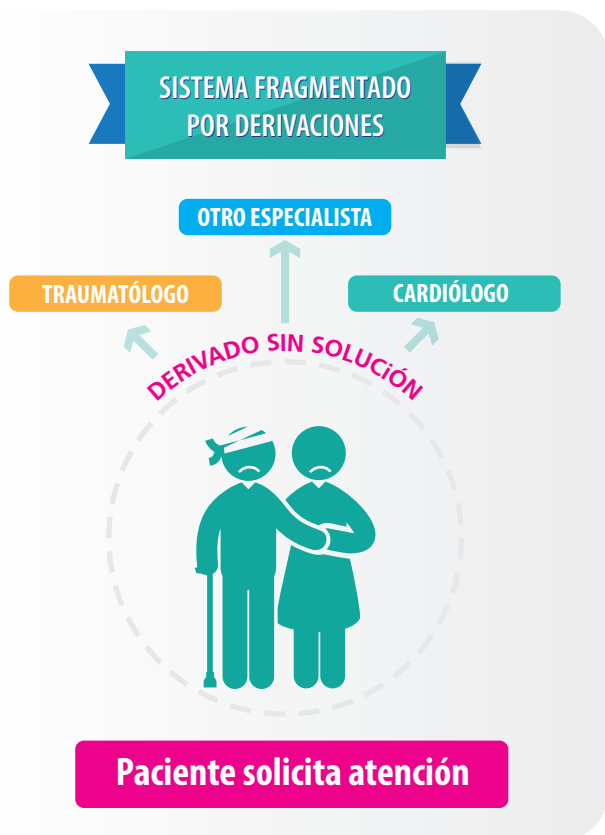 SISTEMA FRAGMENTADO
POR DERIVACIONES
OTRO ESPECIALISTA
TRAUMATÓLOGO
CARDIÓLOGO
DERIVADO SIN SOLUCiÓN
Paciente solicita atención